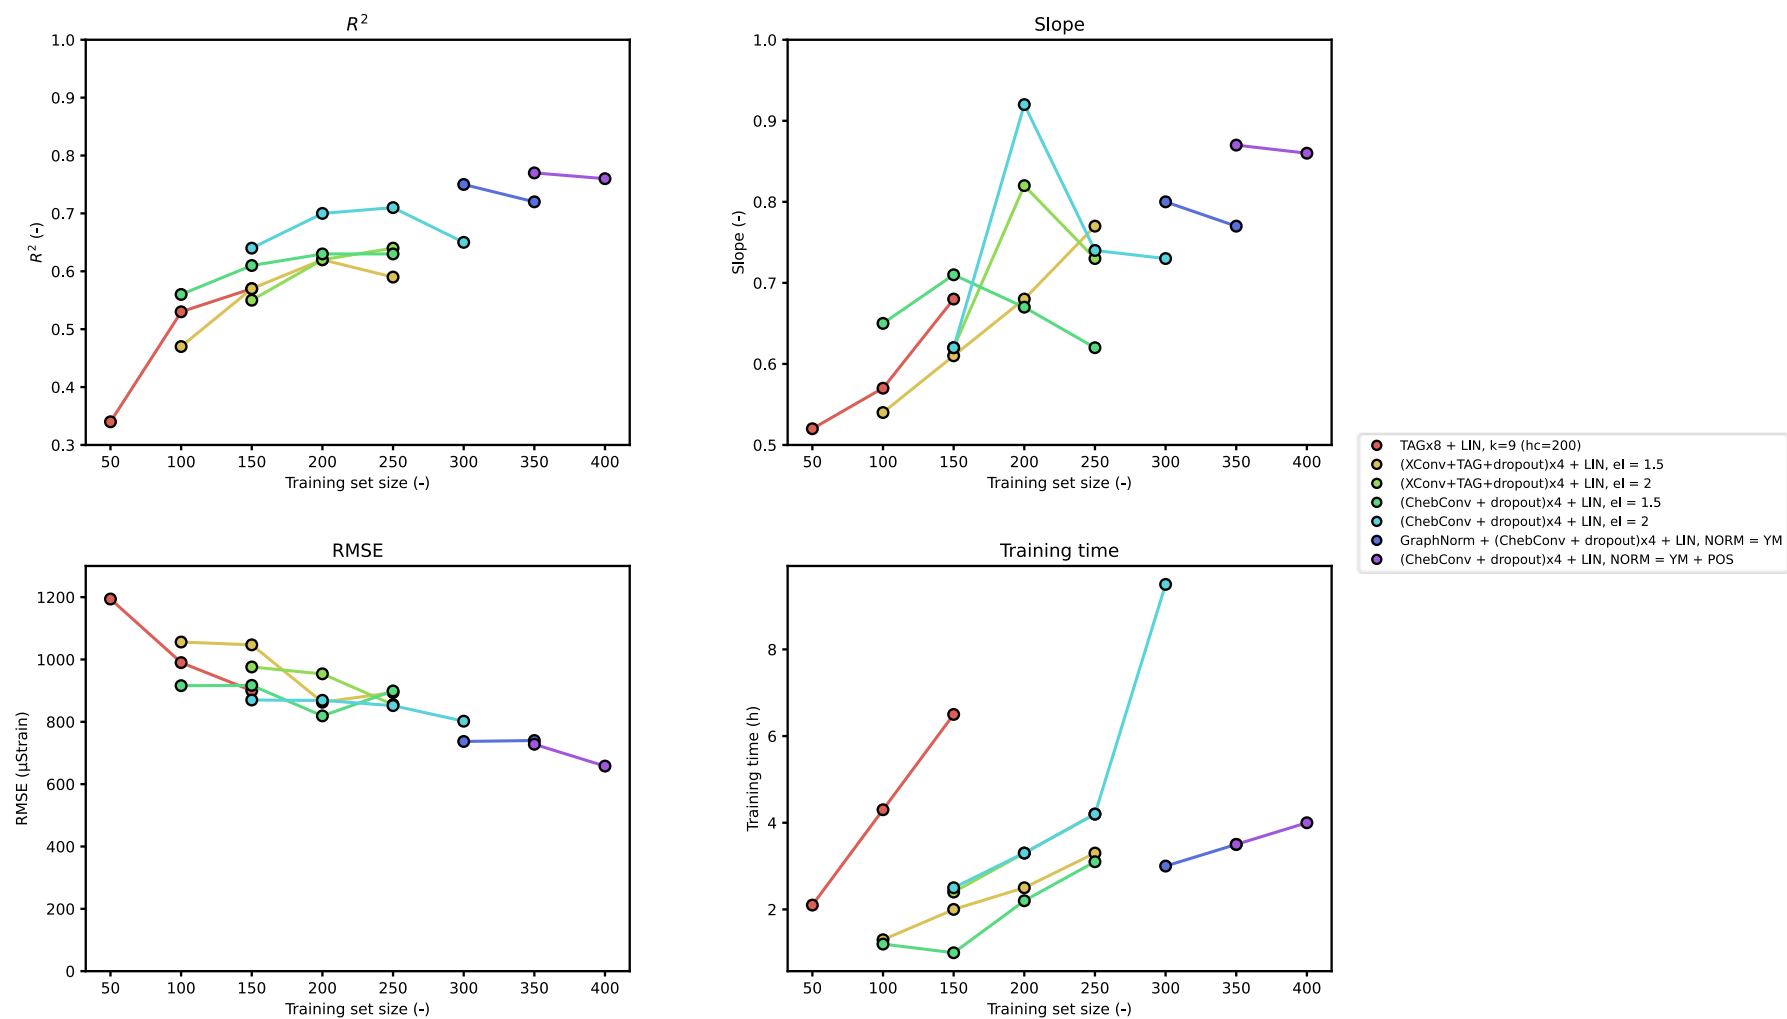 R²
1.0
0.9
0.8
0.7
0.6
0.5
0.4
0.3
R² (-)
50 100 150 200 250 300 350 400
Training set size (-)
Slope
1.0
0.9
0.8
0.7
0.6
0.5
Slope (-)
50 100 150 200 250 300 350 400
Training set size (-)
TAGx8 + LIN, k=9 (hc=200)
(XConv+TAG+dropout)x4 + LIN, el = 1.5
(XConv+TAG+dropout)x4 + LIN, el = 2
(ChebConv + dropout)x4 + LIN, el = 1.5
(ChebConv + dropout)x4 + LIN, el = 2
GraphNorm + (ChebConv + dropout)x4 + LIN, NORM = YM
(ChebConv + dropout)x4 + LIN, NORM = YM + POS
RMSE
1200
1000
800
600
400
200
0
RMSE (μStrain)
50 100 150 200 250 300 350 400
Training set size (-)
Training time
8
6
4
2
Training time (h)
50 100 150 200 250 300 350 400
Training set size (-)